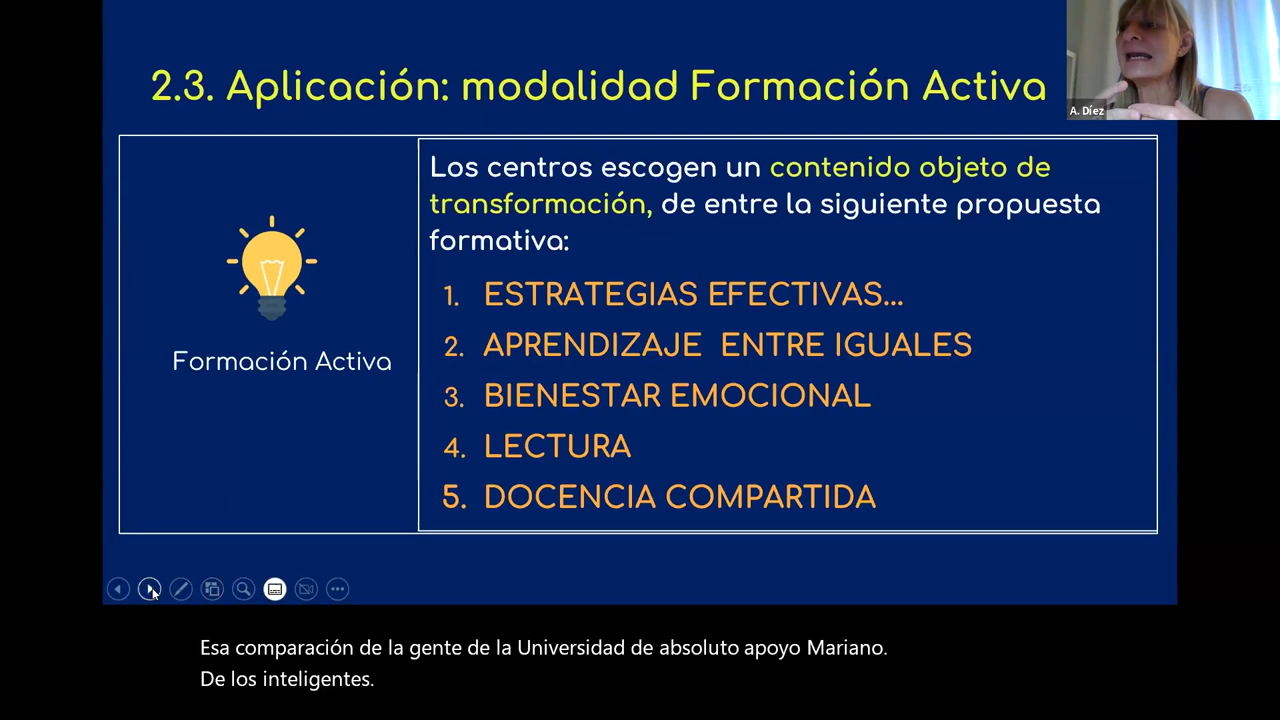 2.3. Aplicación: modalidad Formación Activa
A. Díez
Los centros escogen un contenido objeto de
transformación, de entre la siguiente propuesta
formativa:
1. ESTRATEGIAS EFECTIVAS...
2. APRENDIZAJE ENTRE IGUALES
3. BIENESTAR EMOCIONAL
4. LECTURA
5. DOCENCIA COMPARTIDA
Formación Activa
Esa comparación de la gente de la Universidad de absoluto apoyo Mariano.
De los inteligentes.